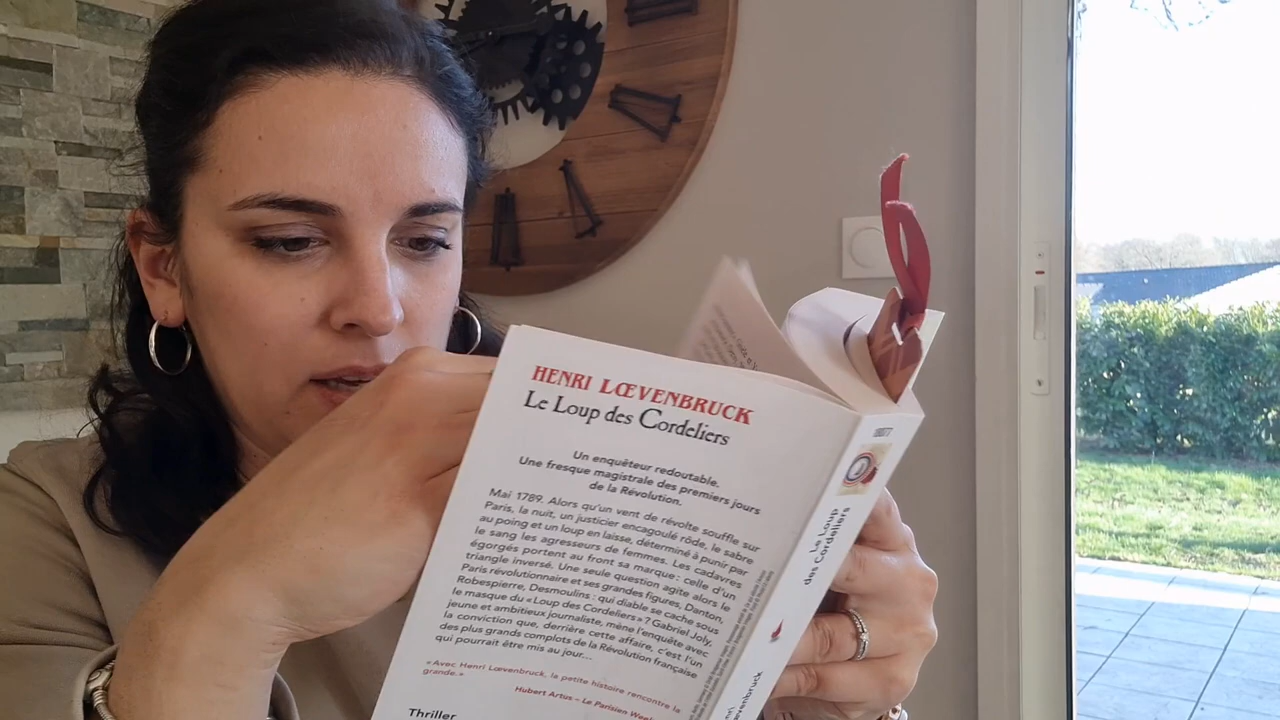 HENRI LŒVENBRUCK
Le Loup des Cordeliers
Un enquêteur redoutable.
Une fresque magistrale des premiers jours
de la Révolution.
Mai 1789. Alors qu'un vent de révolte souffle sur
Paris, la nuit, un justicier encagoulé rôde, le sabre
au poing et un loup en laisse, déterminé à punir par
le sang les agresseurs de femmes. Les cadavres
égorgés portent au front sa marque : celle d'un
triangle inversé. Une seule question agite alors le
Paris révolutionnaire et ses grandes figures, Danton,
Robespierre, Desmoulins : qui diable se cache sous
le masque du « Loup des Cordeliers » ? Gabriel Joly,
jeune et ambitieux journaliste, mène l'enquête avec
la conviction que, derrière cette affaire, c'est l'un
des plus grands complots de la Révolution française
qui pourrait être mis au jour...
« Avec Henri Lœvenbruck, la petite histoire rencontre la
grande. »
Hubert Artus – Le Parisien
Thriller
Le Loup
des Cordeliers